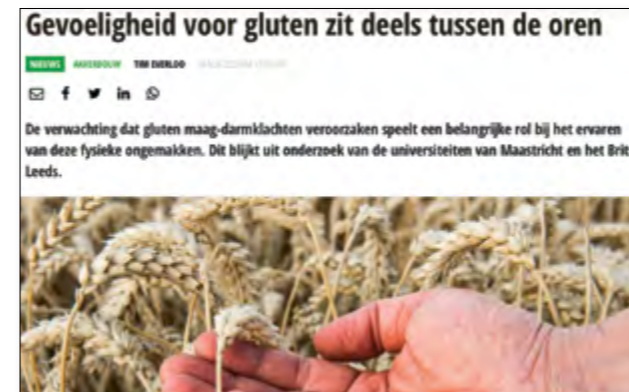 Gevoeligheid voor gluten zit deels tussen de oren
NIEUWS AKKERBOUW TIM EVERLOO
De verwachting dat gluten maag-darmklachten veroorzaken speelt een belangrijke rol bij het ervaren
van deze fysieke ongemakken. Dit blijkt uit onderzoek van de universiteiten van Maastricht en het Brit
Leeds.